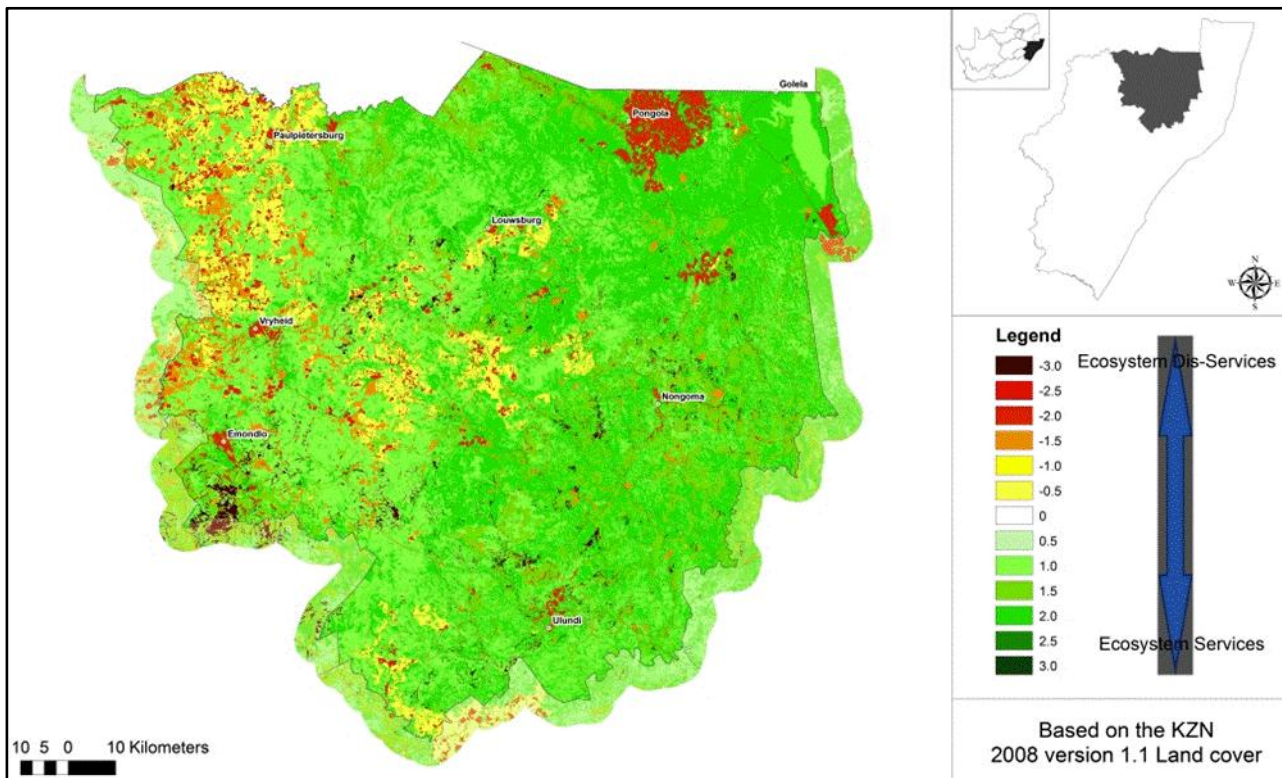 Golela
Pongola
Paulpietersburg
Louwsburg
Vryheid
Nongoma
Emondlo
Ulundi
10 5 0 10 Kilometers
N
W E
S
Legend
-3.0
-2.5
-2.0
-1.5
-1.0
-0.5
0
0.5
1.0
1.5
2.0
2.5
3.0
Ecosystem Dis-Services
Ecosystem Services
Based on the KZN
2008 version 1.1 Land cover